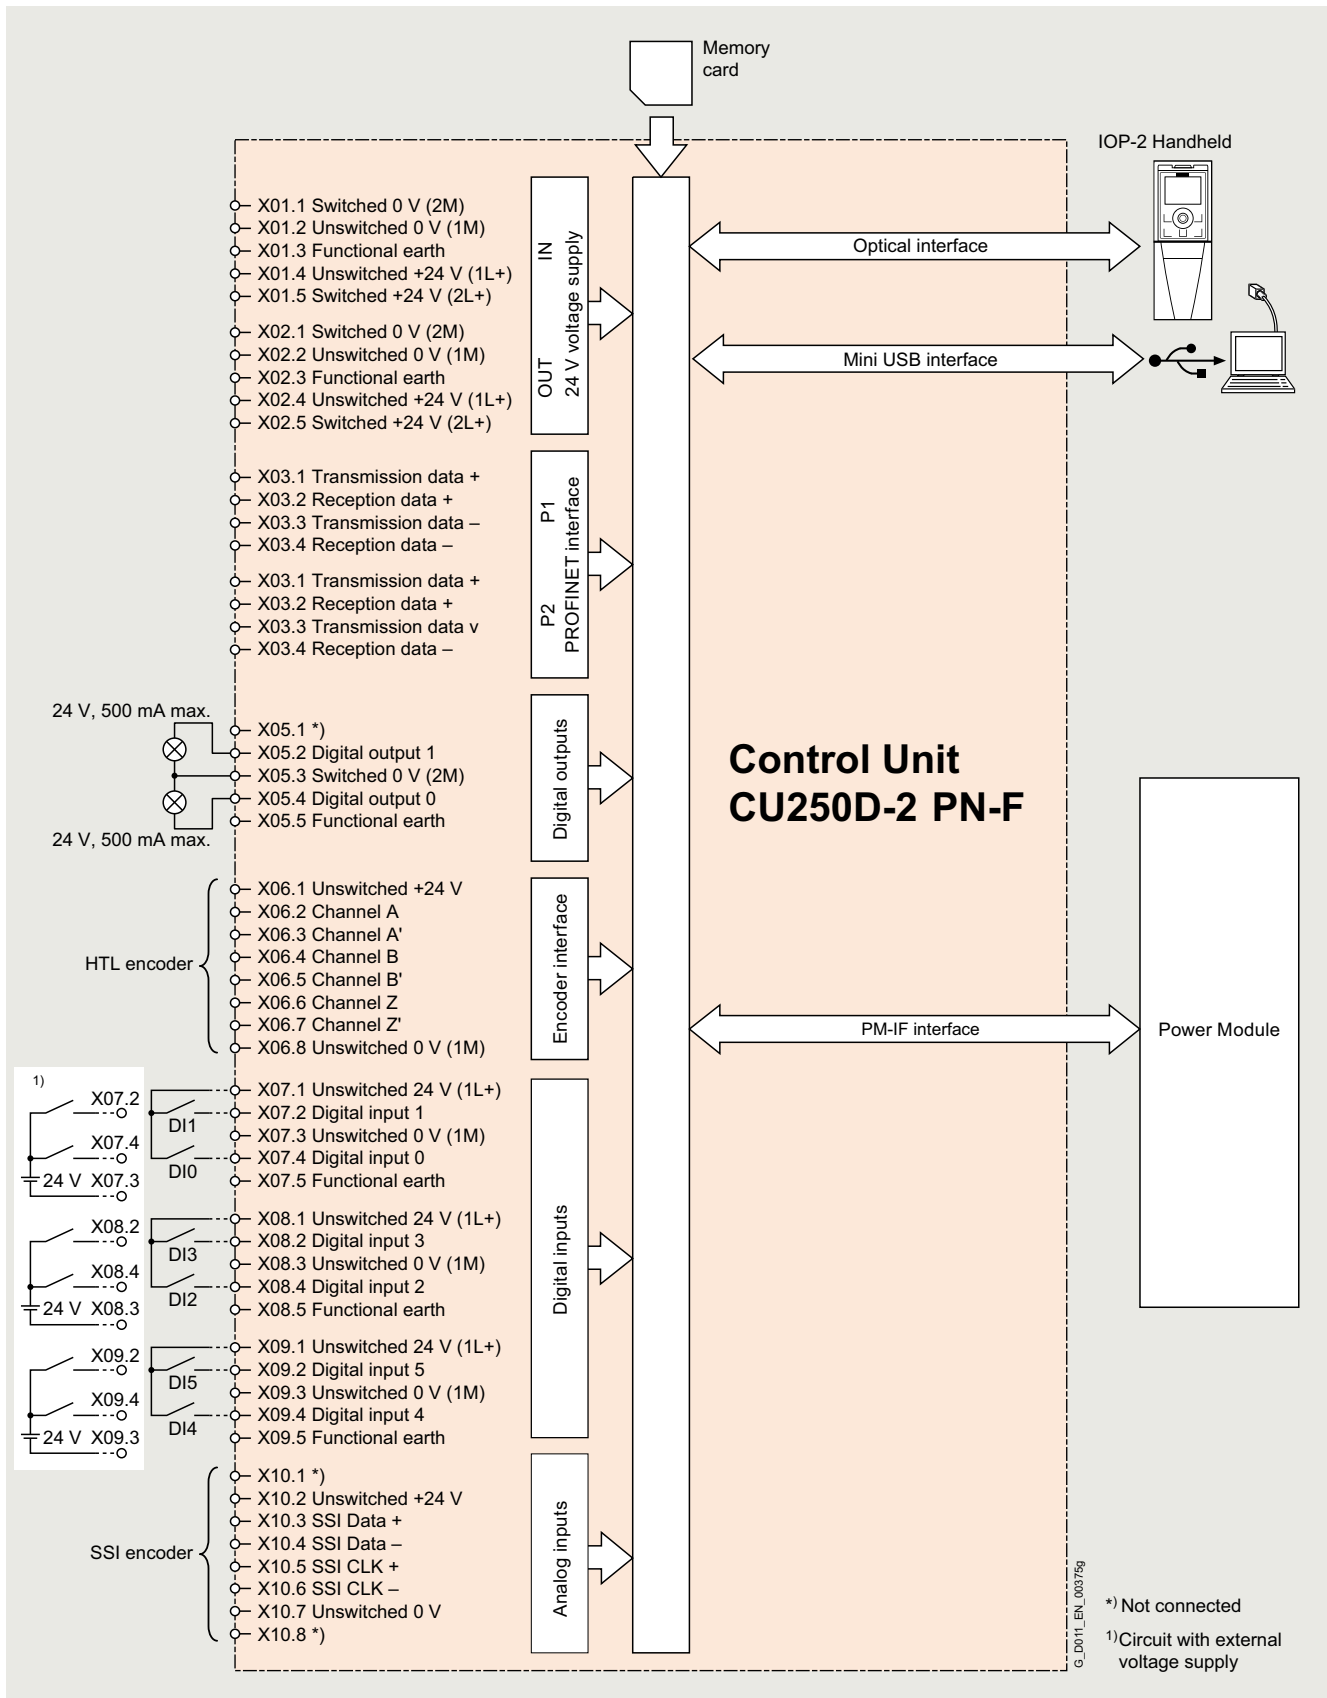 Memory
card
IOP-2 Handheld
X01.1 Switched 0 V (2M)
X01.2 Unswitched 0 V (1M)
X01.3 Functional earth
X01.4 Unswitched +24 V (1L+)
X01.5 Switched +24 V (2L+)
X02.1 Switched 0 V (2M)
X02.2 Unswitched 0 V (1M)
X02.3 Functional earth
X02.4 Unswitched +24 V (1L+)
X02.5 Switched +24 V (2L+)
OUT IN
24 V voltage supply
Optical interface
Mini USB interface
X03.1 Transmission data +
X03.2 Reception data +
X03.3 Transmission data –
X03.4 Reception data –
X03.1 Transmission data +
X03.2 Reception data +
X03.3 Transmission data v
X03.4 Reception data –
P2 P1
PROFINET interface
24 V, 500 mA max.
X05.1 *)
X05.2 Digital output 1
X05.3 Switched 0 V (2M)
X05.4 Digital output 0
X05.5 Functional earth
24 V, 500 mA max.
Digital outputs
Control Unit
CU250D-2 PN-F
HTL encoder
X06.1 Unswitched +24 V
X06.2 Channel A
X06.3 Channel A'
X06.4 Channel B
X06.5 Channel B'
X06.6 Channel Z
X06.7 Channel Z'
X06.8 Unswitched 0 V (1M)
Encoder interface
PM-IF interface
Power Module
1)
X07.2
X07.4
24 V X07.3
DI1
DI0
X07.1 Unswitched 24 V (1L+)
X07.2 Digital input 1
X07.3 Unswitched 0 V (1M)
X07.4 Digital input 0
X07.5 Functional earth
X08.2
X08.4
24 V X08.3
DI3
DI2
X08.1 Unswitched 24 V (1L+)
X08.2 Digital input 3
X08.3 Unswitched 0 V (1M)
X08.4 Digital input 2
X08.5 Functional earth
X09.2
X09.4
24 V X09.3
DI5
DI4
X09.1 Unswitched 24 V (1L+)
X09.2 Digital input 5
X09.3 Unswitched 0 V (1M)
X09.4 Digital input 4
X09.5 Functional earth
Digital inputs
SSI encoder
X10.1 *)
X10.2 Unswitched +24 V
X10.3 SSI Data +
X10.4 SSI Data –
X10.5 SSI CLK +
X10.6 SSI CLK –
X10.7 Unswitched 0 V
X10.8 *)
Analog inputs
G_D011_EN_00375g
*) Not connected
1) Circuit with external
voltage supply